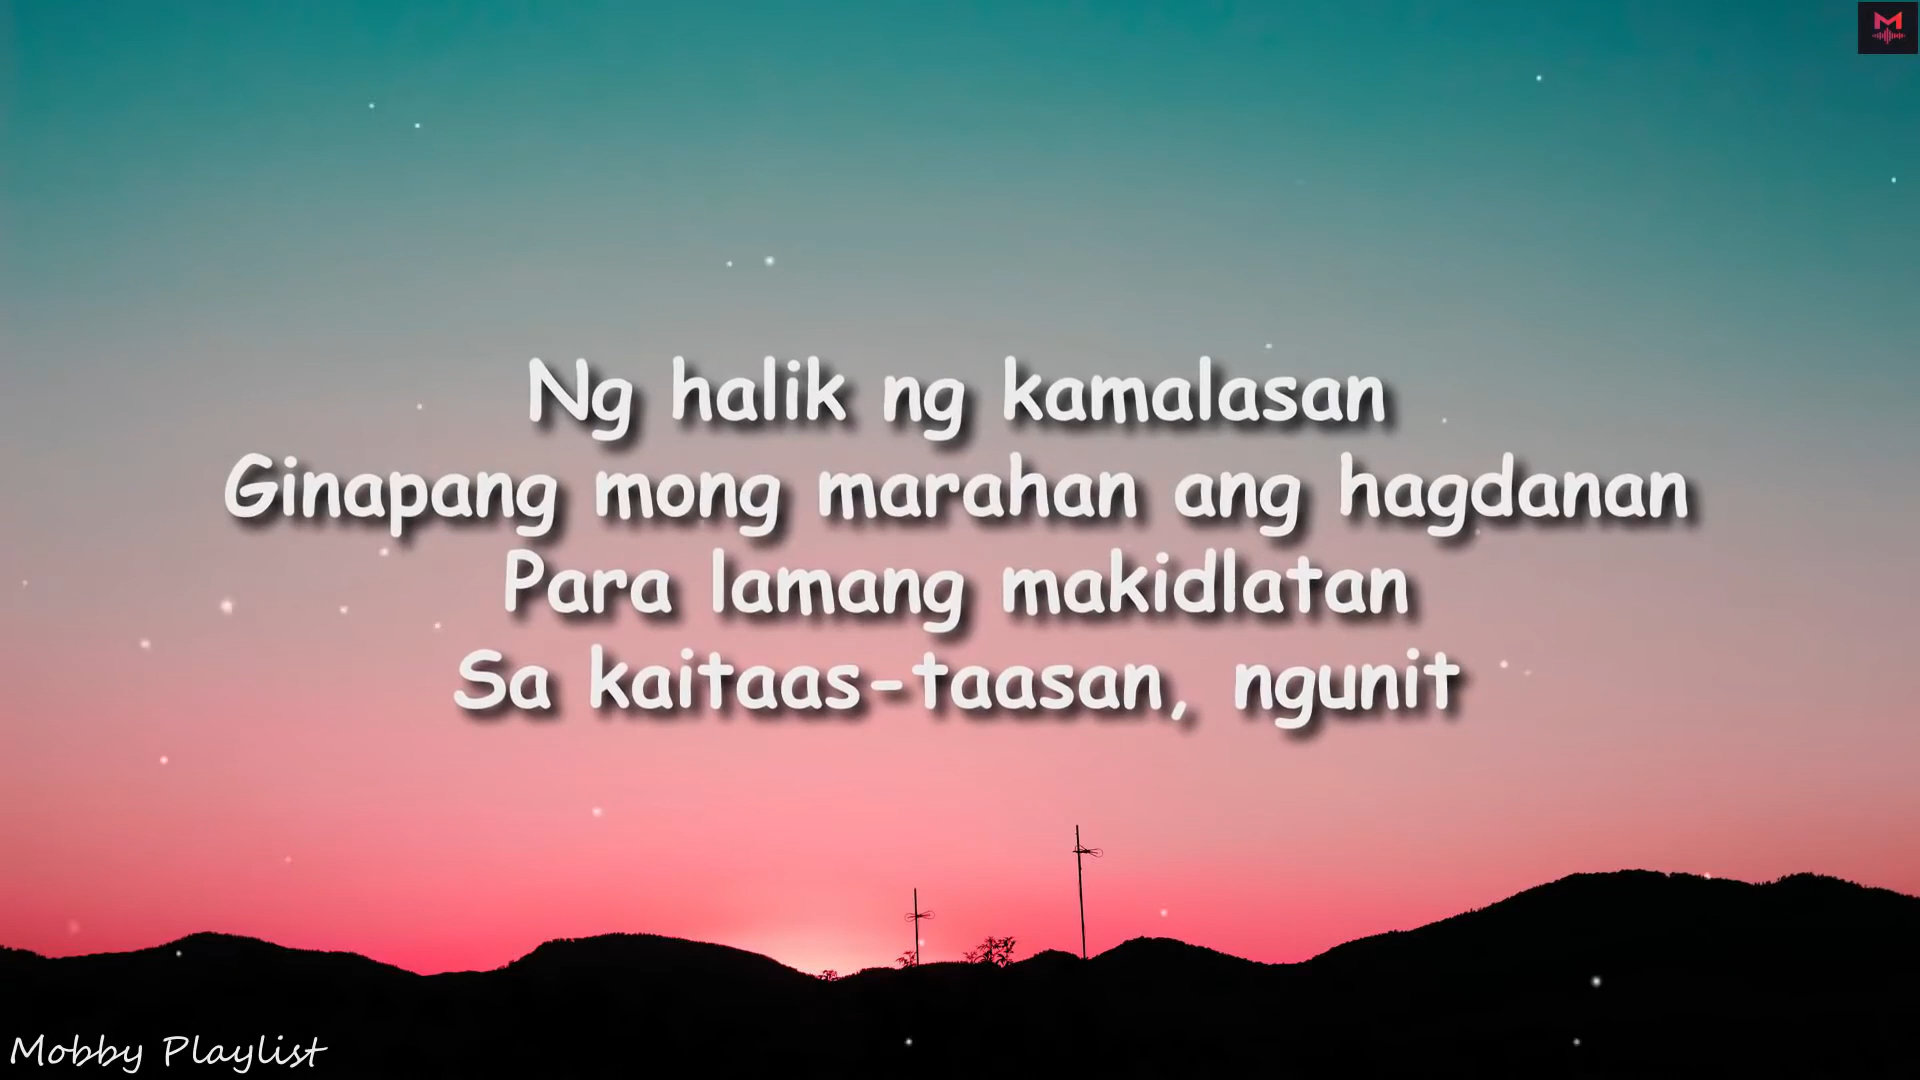 M
Ng halik ng kamalasan
Ginapang mong marahan ang hagdanan
Para lamang makidlatan
Sa kaitaas-taasan, ngunit
Mobby Playlist